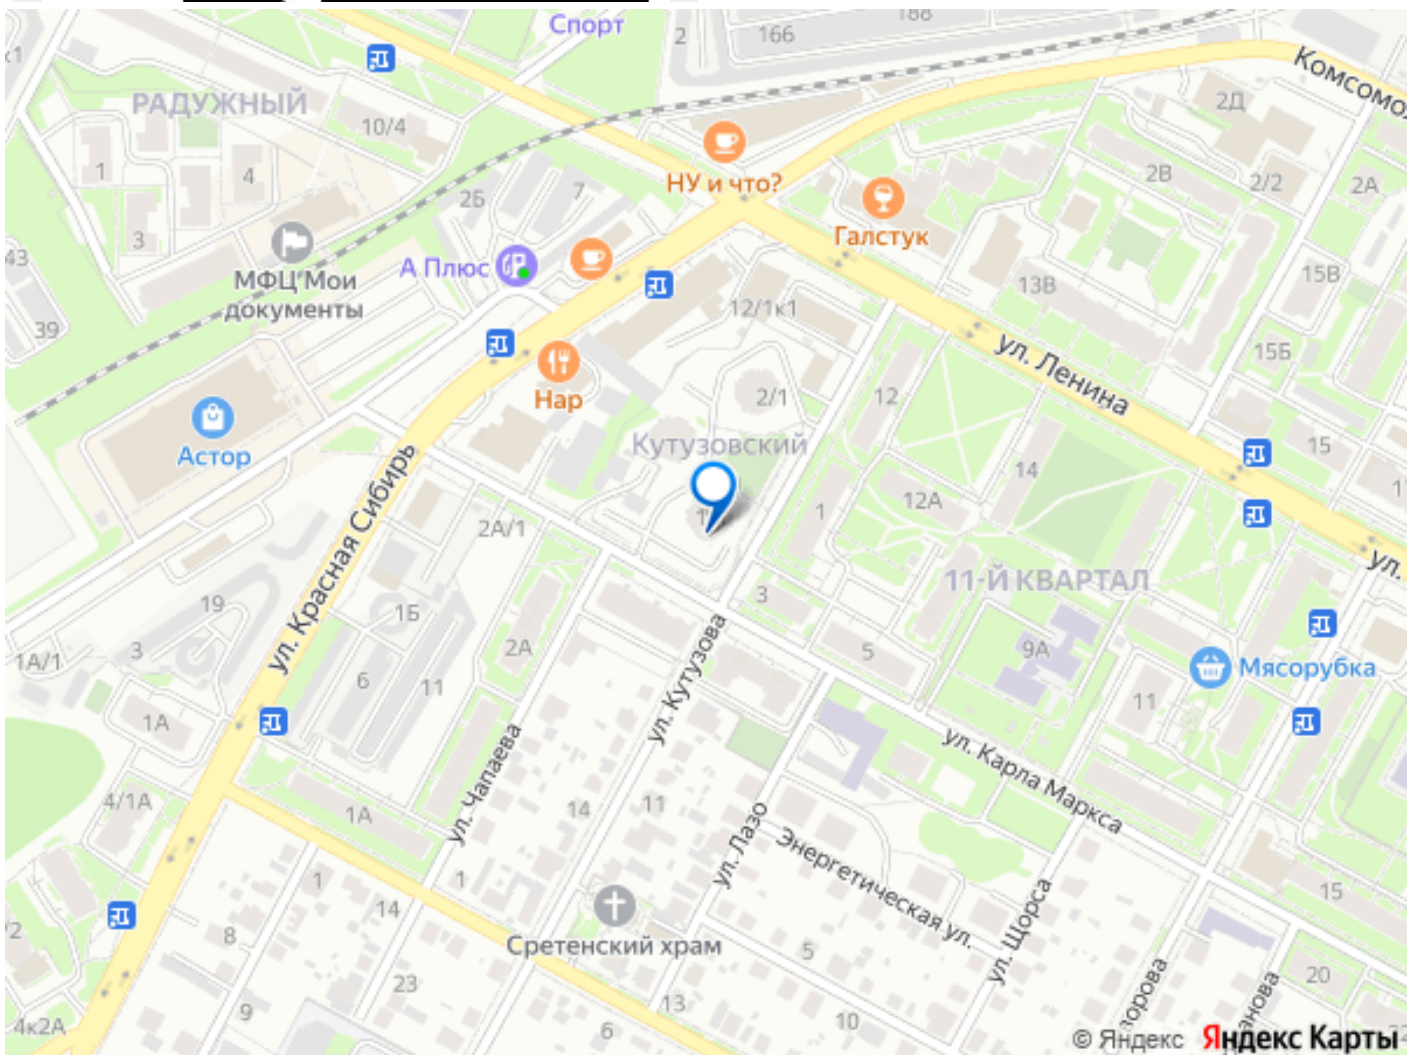 Спорт
2
166
188
Комсомо
РАДУЖНЫЙ
10/4
2Д
1
4
2Б
7
НУ и что?
2В
2/2
2А
3
МФЦ Мои
документы
А Плюс
Галстук
43
39
12/1к1
13В
15В
ул. Ленина
15Б
Нар
2/1
12
Астор
Кутузовский
14
15
12А
1
2А/1
ул. Красная Сибирь
11-Й КВАРТАЛ
ул.
19
1Б
3
3
1А/1
2А
5
9А
6
11
ул. Кутузова
11
Мясорубка
1А
ул. Чапаева
ул. Карла Маркса
4/1А
1А
14
11
ул. Лазо
Энергетическая ул.
1
1
14
15
ул. Щорса
8
Сретенский храм
5
20
23
13
9
10
6
4к2А
© Яндекс
Яндекс Карты